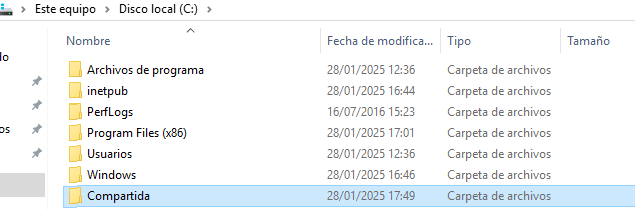 Este equipo > Disco local (C:) >
Nombre Fecha de modifica... Tipo Tamaño
Archivos de programa 28/01/2025 12:36 Carpeta de archivos
inetpub 28/01/2025 16:44 Carpeta de archivos
PerfLogs 16/07/2016 15:23 Carpeta de archivos
Program Files (x86) 28/01/2025 17:01 Carpeta de archivos
Usuarios 28/01/2025 12:36 Carpeta de archivos
Windows 28/01/2025 16:46 Carpeta de archivos
Compartida 28/01/2025 17:49 Carpeta de archivos